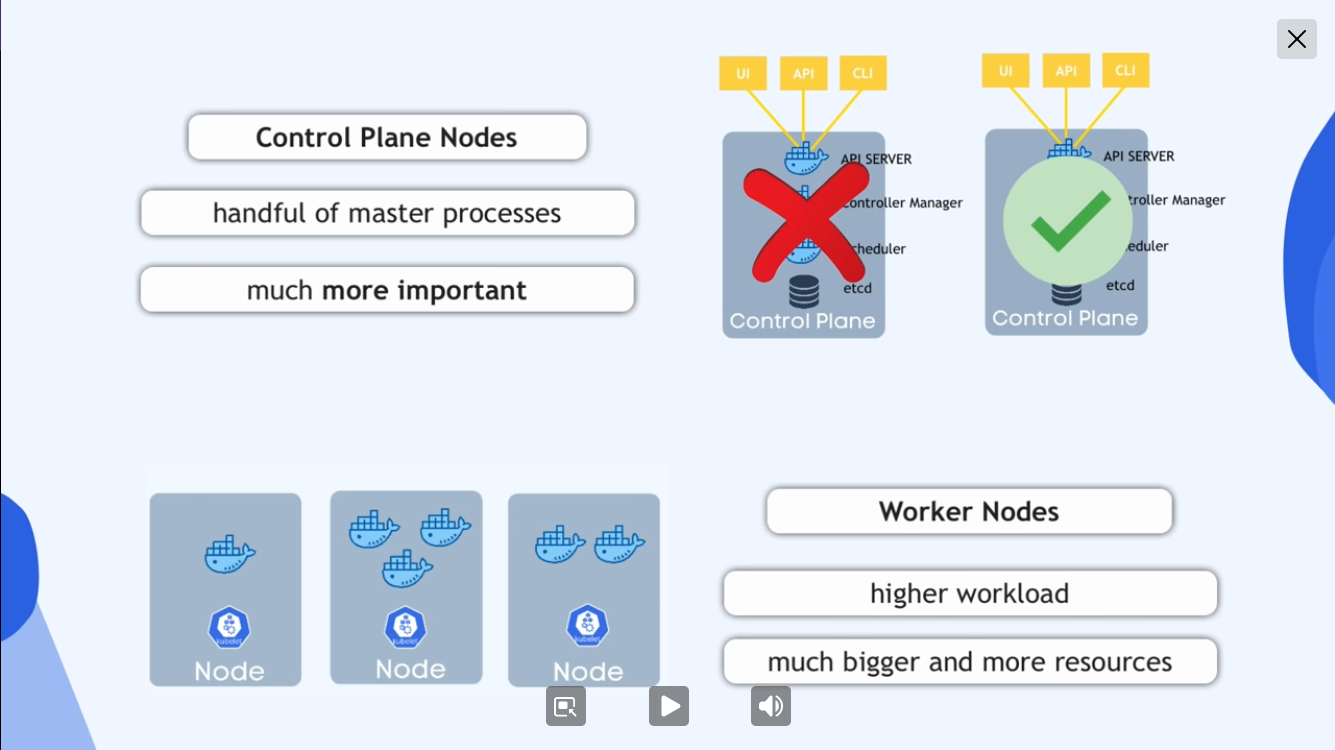 Control Plane Nodes
handful of master processes
much more important
UI API CLI
API SERVER
Controller Manager
Scheduler
etcd
Control Plane
UI API CLI
API SERVER
troller Manager
eduler
etcd
Control Plane
kubelet
Node
kubelet
Node
kubelet
Node
Worker Nodes
higher workload
much bigger and more resources